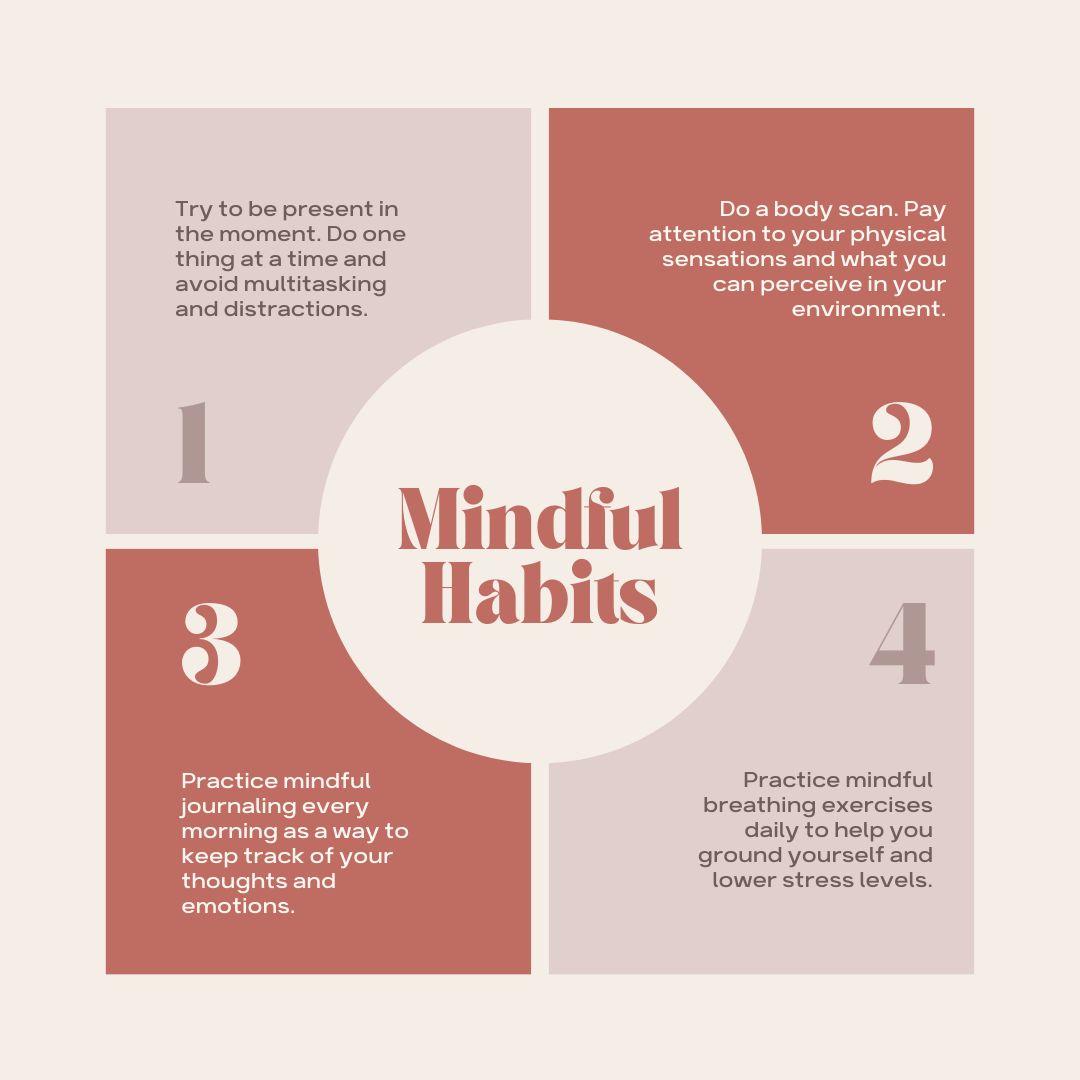 Try to be present in
the moment. Do one
thing at a time and
avoid multitasking
and distractions.
1
Do a body scan. Pay
attention to your physical
sensations and what you
can perceive in your
environment.
2
Mindful
Habits
3
Practice mindful
journaling every
morning as a way to
keep track of your
thoughts and
emotions.
4
Practice mindful
breathing exercises
daily to help you
ground yourself and
lower stress levels.